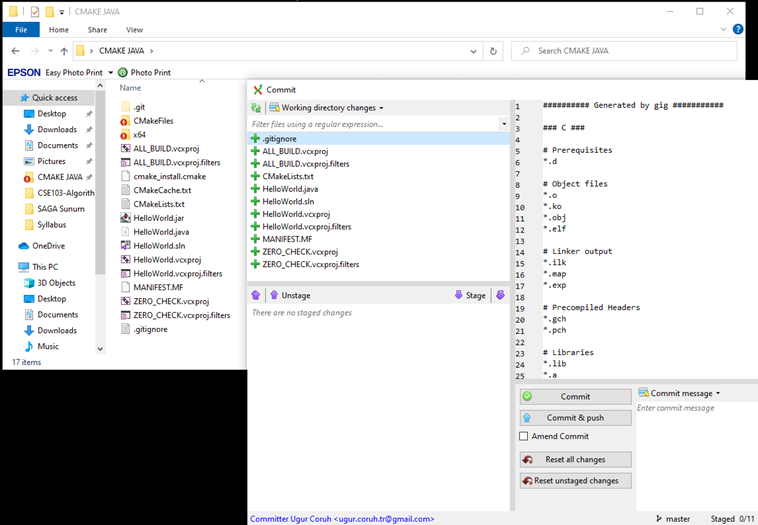 CMAKE JAVA
File
Home
Share
View
CMAKE JAVA
Search CMAKE JAVA
EPSON Easy Photo Print Photo Print
Quick access
Desktop
Downloads
Documents
Pictures
CMAKE JAVA
CSE103-Algorith
SAGA Sunum
Syllabus
OneDrive
This PC
3D Objects
Desktop
Documents
Downloads
Music
17 items
Name
.git
CMakeFiles
x64
ALL_BUILD.vcxproj
ALL_BUILD.vcxproj.filters
cmake_install.cmake
CMakeCache.txt
CMakeLists.txt
HelloWorld.jar
HelloWorld.java
HelloWorld.sln
HelloWorld.vcxproj
HelloWorld.vcxproj.filters
MANIFEST.MF
ZERO_CHECK.vcxproj
ZERO_CHECK.vcxproj.filters
.gitignore
Commit
Working directory changes
Filter files using a regular expression...
.gitignore
ALL_BUILD.vcxproj
ALL_BUILD.vcxproj.filters
CMakeLists.txt
HelloWorld.java
HelloWorld.sln
HelloWorld.vcxproj
HelloWorld.vcxproj.filters
MANIFEST.MF
ZERO_CHECK.vcxproj
ZERO_CHECK.vcxproj.filters
Unstage
Stage
There are no staged changes
1 ########## Generated by gig ###########
2
3 ### C ###
4
5 # Prerequisites
6 *.d
7
8 # Object files
9 *.o
10 *.ko
11 *.obj
12 *.elf
13
14 # Linker output
15 *.ilk
16 *.map
17 *.exp
18
19 # Precompiled Headers
20 *.gch
21 *.pch
22
23 # Libraries
24 *.lib
25 *.a
Commit
Commit & push
Amend Commit
Reset all changes
Reset unstaged changes
Commit message
Enter commit message
Committer Ugur Coruh <ugur.coruh.tr@gmail.com>
master
Staged 0/11